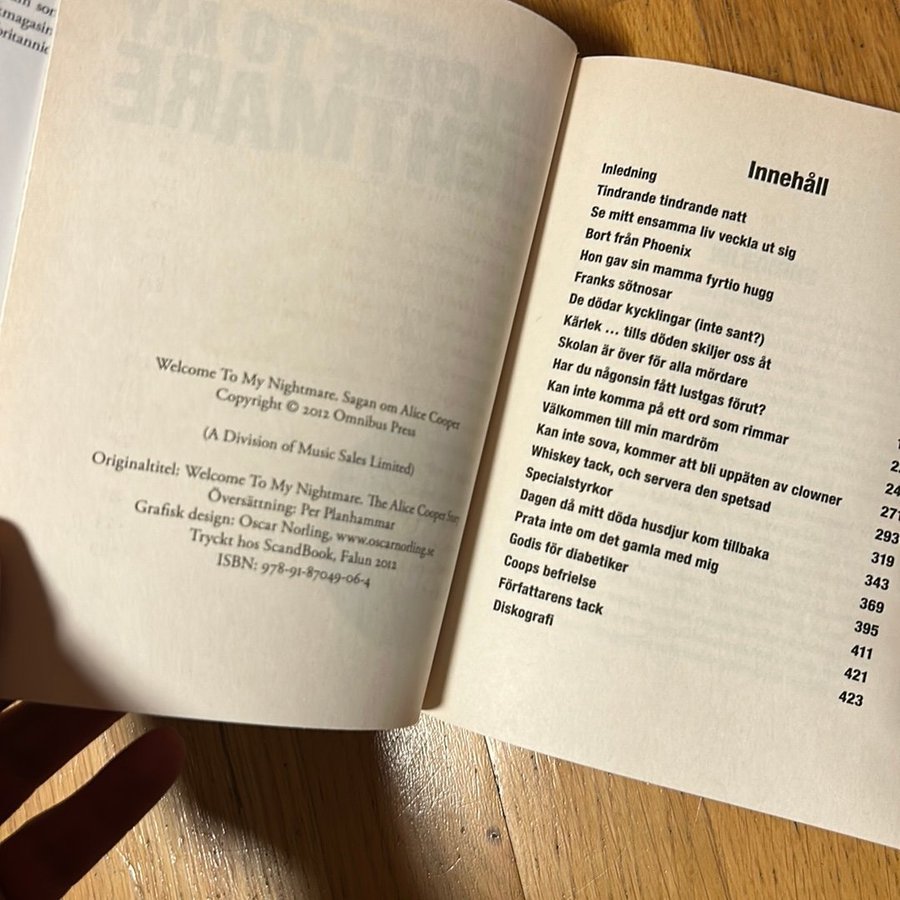 magasin
Welcome To My Nightmare. Sagan om Alice Cooper
Copyright © 2012 Omnibus Press
(A Division of Music Sales Limited)
Originaltitel: Welcome To My Nightmare. The Alice Cooper Story
Översättning: Per Planhammar
Grafisk design: Oscar Norling, www.oscarnorling.se
Tryckt hos ScandBook, Falun 2012
ISBN: 978-91-87049-06-4
Innehåll
Inledning
Tindrande tindrande natt
Se mitt ensamma liv veckla ut sig
Bort från Phoenix
Hon gav sin mamma fyrtio hugg
Franks sötnosar
De dödar kycklingar (inte sant?)
Kärlek ... tills döden skiljer oss åt
Skolan är över för alla mördare
Har du någonsin fått lustgas förut?
Kan inte komma på ett ord som rimmar
Välkommen till min mardröm
Kan inte sova, kommer att bli uppäten av clowner 271
Whiskey tack, och servera den spetsad 293
Specialstyrkor 319
Dagen då mitt döda husdjur kom tillbaka 343
Prata inte om det gamla med mig 369
Godis för diabetiker 395
Coops befrielse 411
Författarens tack 421
Diskografi 423